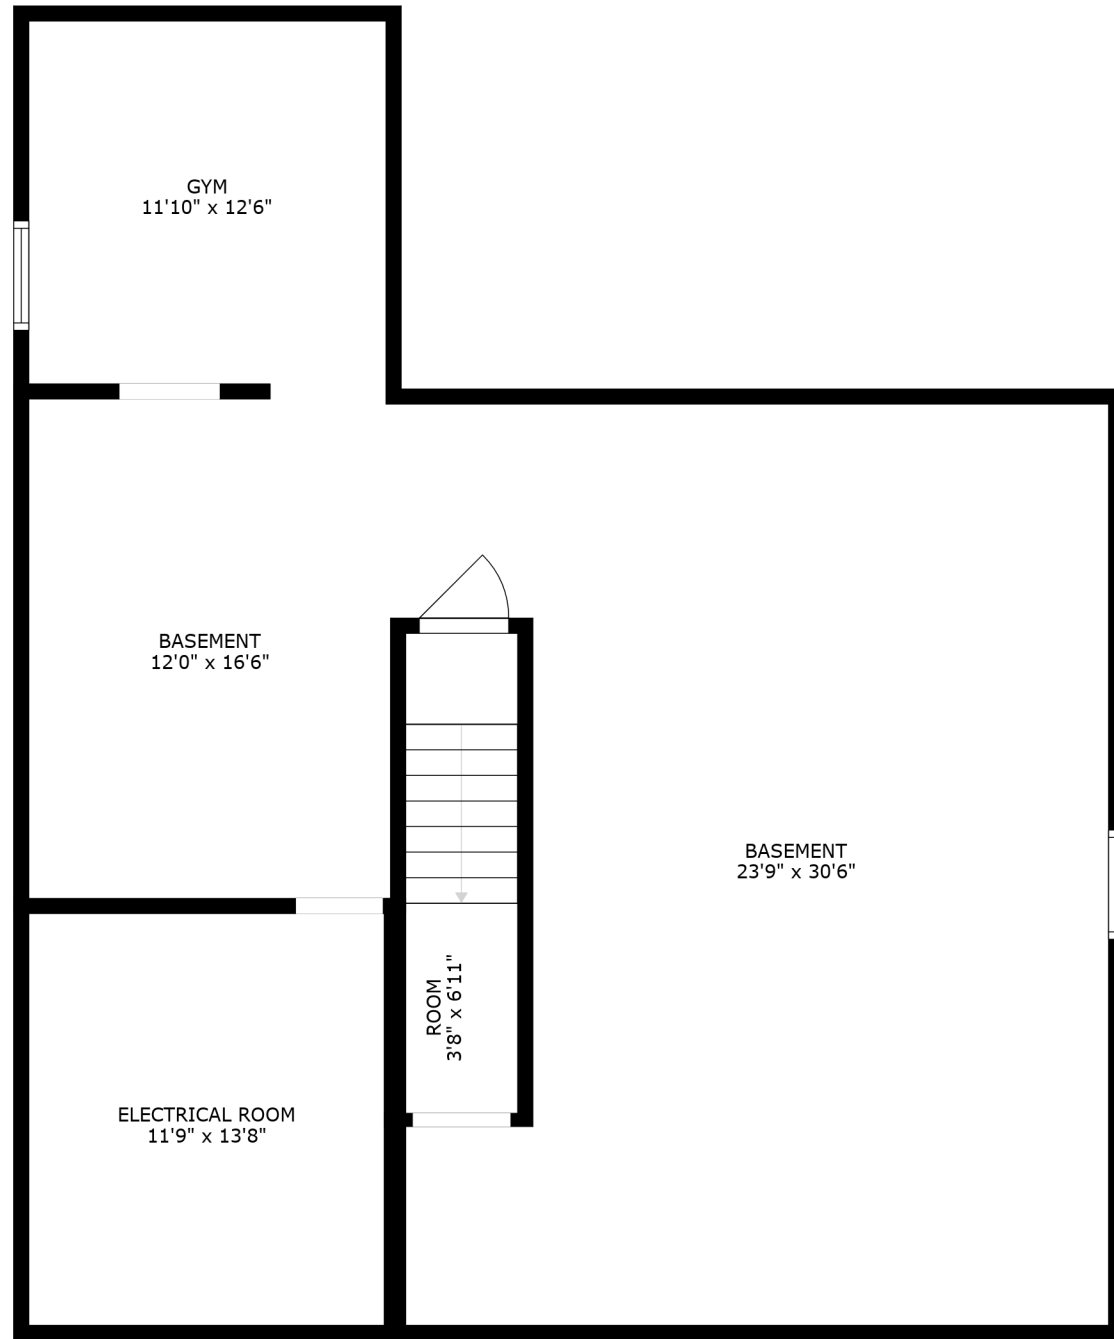 GYM
11'10" x 12'6"
BASEMENT
12'0" x 16'6"
BASEMENT
23'9" x 30'6"
ROOM
3'8" x 6'11"
ELECTRICAL ROOM
11'9" x 13'8"